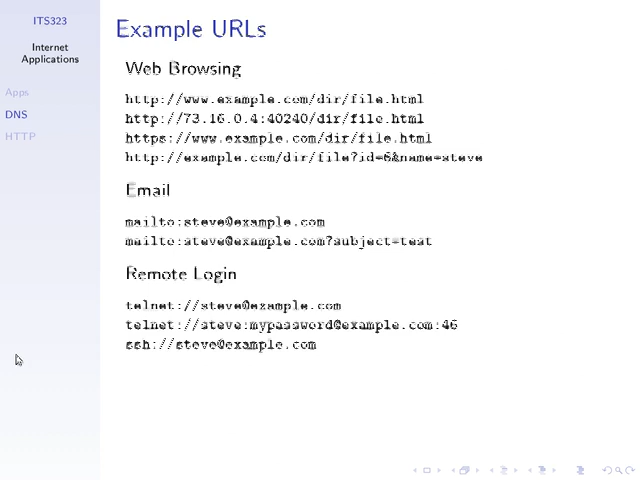 ITS323
Internet
Applications
Apps
DNS
HTTP
Example URLs
Web Browsing
http://www.example.com/dir/file.html
http://73.16.0.4:40240/dir/file.html
https://www.example.com/dir/file.html
http://example.com/dir/file?id=6&name=steve
Email
mailto:steve@example.com
mailto:steve@example.com?subject=test
Remote Login
telnet://steve@example.com
telnet://steve:mypassword@example.com:46
ssh://steve@example.com